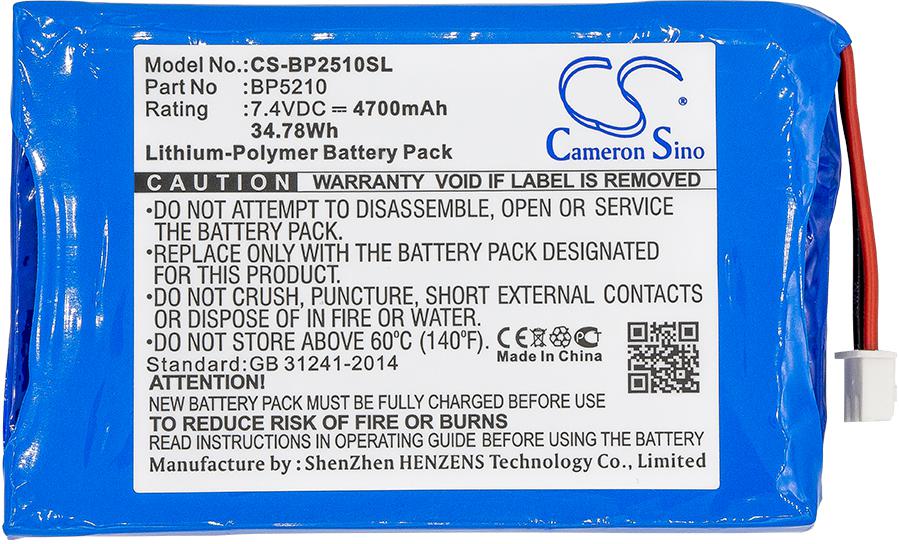 Model No.:CS-BP2510SL
Part No :BP5210
Rating :7.4VDC ⎓ 4700mAh
34.78Wh
Lithium-Polymer Battery Pack
CS®
Cameron Sino
CAUTION WARRANTY VOID IF LABEL IS REMOVED
•DO NOT ATTEMPT TO DISASSEMBLE, OPEN OR SERVICE
THE BATTERY PACK.
•REPLACE ONLY WITH THE BATTERY PACK DESIGNATED
FOR THIS PRODUCT.
•DO NOT CRUSH, PUNCTURE, SHORT EXTERNAL CONTACTS
OR DISPOSE OF IN FIRE OR WATER.
•DO NOT STORE ABOVE 60°C (140°F).
CE
Made In China
Standard:GB 31241-2014
ATTENTION!
NEW BATTERY PACK MUST BE FULLY CHARGED BEFORE USE
TO REDUCE RISK OF FIRE OR BURNS
READ INSTRUCTIONS IN OPERATING GUIDE BEFORE USING THE BATTERY
Manufacture by : ShenZhen HENZENS Technology Co., Limited